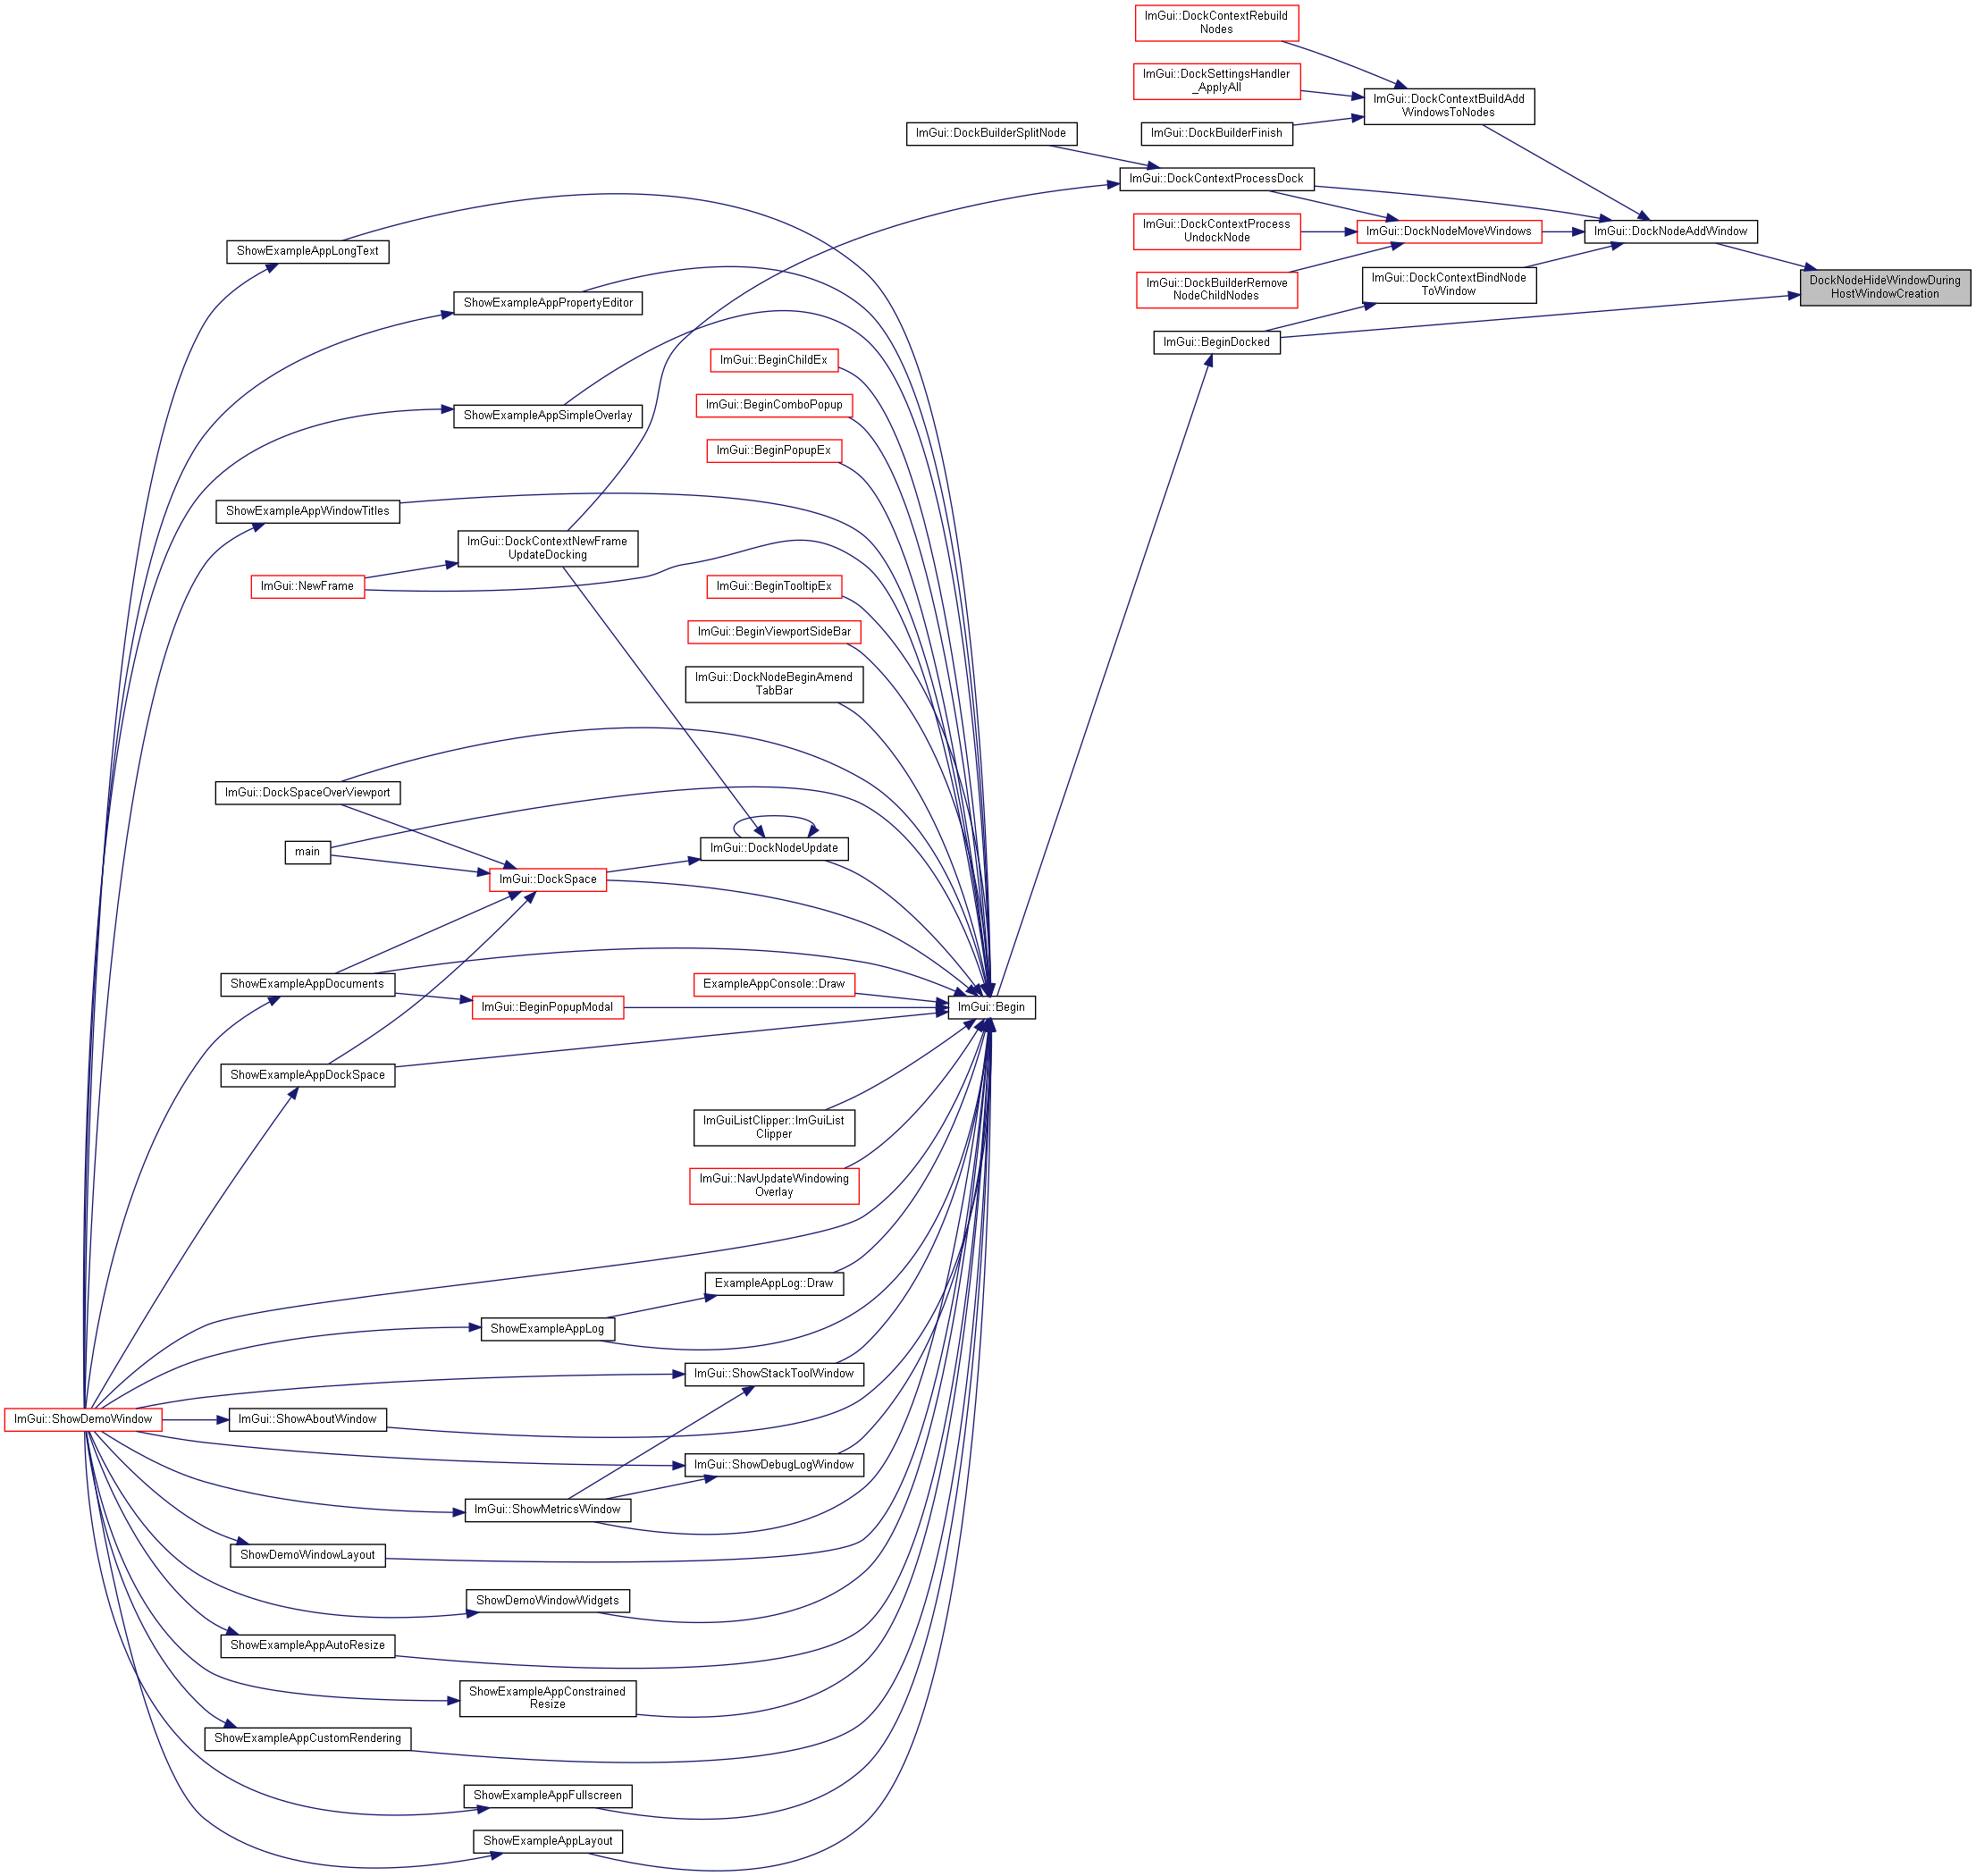 ImGui::DockContextRebuild
Nodes
ImGui::DockSettingsHandler
_ApplyAll
ImGui::DockContextBuildAdd
WindowsToNodes
ImGui::DockBuilderSplitNode
ImGui::DockBuilderFinish
ImGui::DockContextProcessDock
ImGui::DockContextProcess
UndockNode
ImGui::DockNodeMoveWindows
ImGui::DockNodeAddWindow
ShowExampleAppLongText
ImGui::DockBuilderRemove
NodeChildNodes
ImGui::DockContextBindNode
ToWindow
DockNodeHideWindowDuring
HostWindowCreation
ShowExampleAppPropertyEditor
ImGui::BeginDocked
ImGui::BeginChildEx
ImGui::BeginComboPopup
ShowExampleAppSimpleOverlay
ImGui::BeginPopupEx
ShowExampleAppWindowTitles
ImGui::DockContextNewFrame
UpdateDocking
ImGui::NewFrame
ImGui::BeginTooltipEx
ImGui::BeginViewportSideBar
ImGui::DockNodeBeginAmend
TabBar
ImGui::DockSpaceOverViewport
main
ImGui::DockNodeUpdate
ImGui::DockSpace
ShowExampleAppDocuments
ExampleAppConsole::Draw
ImGui::BeginPopupModal
ImGui::Begin
ShowExampleAppDockSpace
ImGuiListClipper::ImGuiList
Clipper
ImGui::NavUpdateWindowing
Overlay
ExampleAppLog::Draw
ShowExampleAppLog
ImGui::ShowStackToolWindow
ImGui::ShowDemoWindow
ImGui::ShowAboutWindow
ImGui::ShowDebugLogWindow
ImGui::ShowMetricsWindow
ShowDemoWindowLayout
ShowDemoWindowWidgets
ShowExampleAppAutoResize
ShowExampleAppConstrained
Resize
ShowExampleAppCustomRendering
ShowExampleAppFullscreen
ShowExampleAppLayout